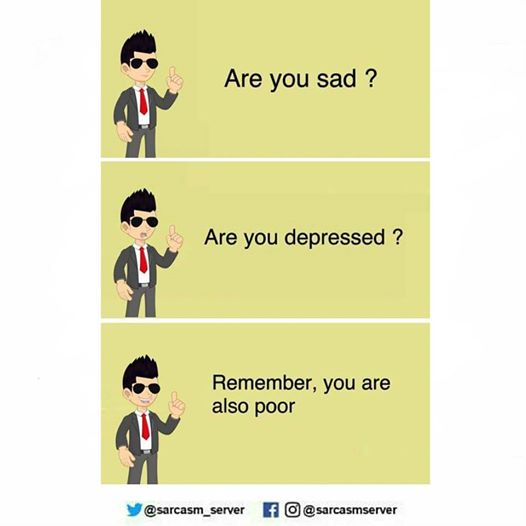 Are you sad ?
Are you depressed ?
Remember, you are
also poor
@sarcasm_server @sarcasmserver